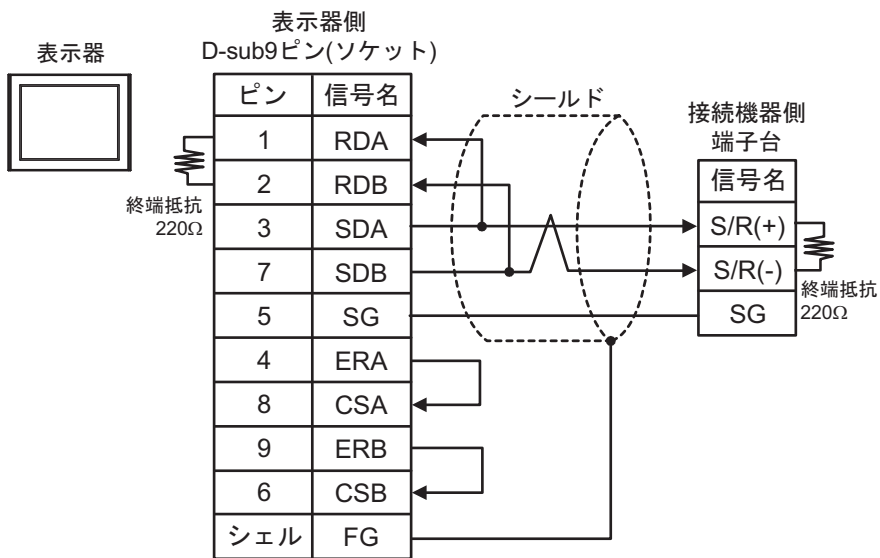 表示器
表示器側
D-sub9ピン(ソケット)
ピン 信号名
1 RDA
2 RDB
3 SDA
7 SDB
5 SG
4 ERA
8 CSA
9 ERB
6 CSB
シェル FG
終端抵抗
220Ω
シールド
接続機器側
端子台
信号名
S/R(+)
S/R(-)
SG
終端抵抗
220Ω